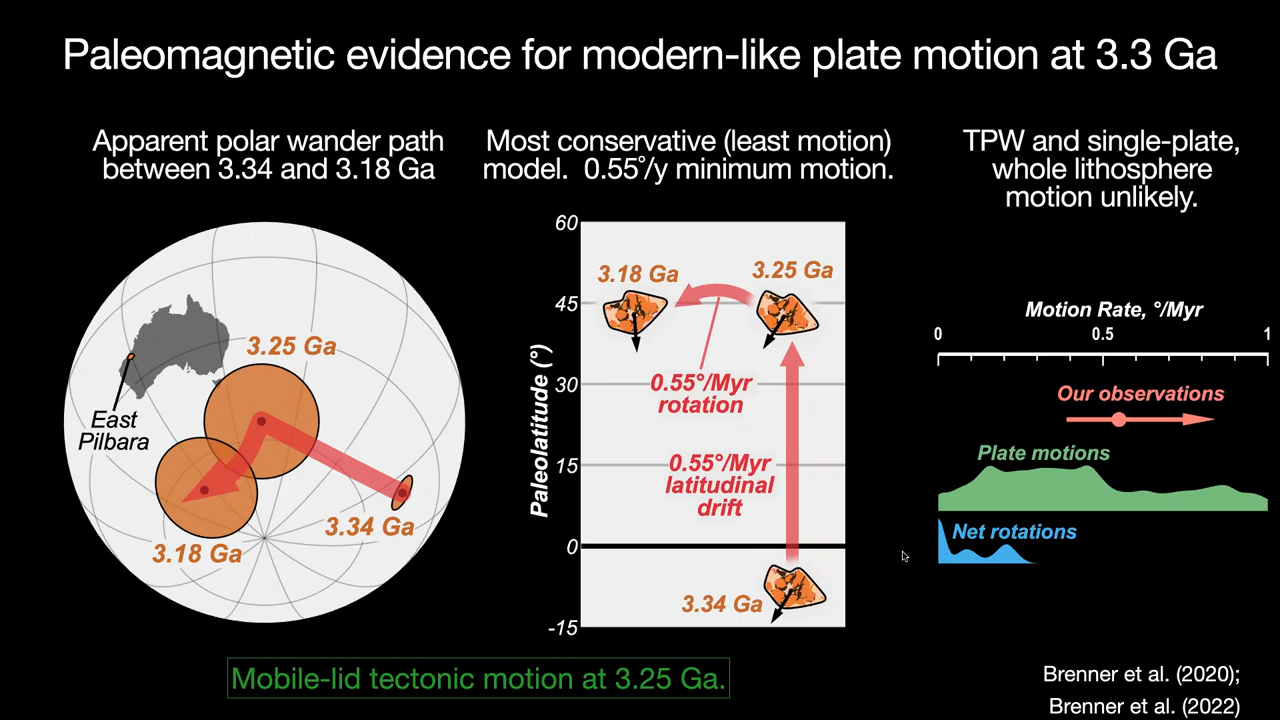 Paleomagnetic evidence for modern-like plate motion at 3.3 Ga
Apparent polar wander path
between 3.34 and 3.18 Ga
3.25 Ga
East
Pilbara
3.34 Ga
3.18 Ga
Most conservative (least motion)
model. 0.55°/y minimum motion.
Paleolatitude (°)
60
45
30
15
0
-15
3.18 Ga
3.25 Ga
0.55°/Myr
rotation
0.55°/Myr
latitudinal
drift
3.34 Ga
TPW and single-plate,
whole lithosphere
motion unlikely.
Motion Rate, °/Myr
0
0.5
1
Our observations
Plate motions
Net rotations
Mobile-lid tectonic motion at 3.25 Ga.
Brenner et al. (2020);
Brenner et al. (2022)